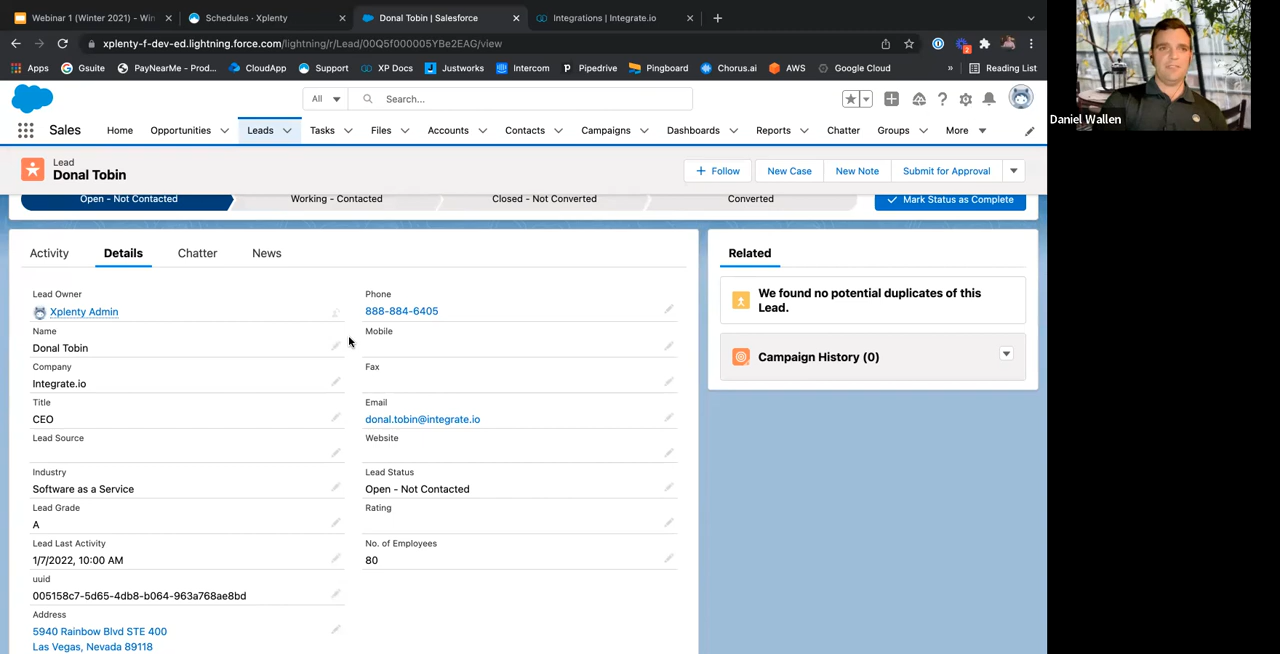 Webinar 1 (Winter 2021) - Win
Schedules - Xplenty
Donal Tobin | Salesforce
Integrations | Integrate.io
xplenty-f-dev-ed.lightning.force.com/lightning/r/Lead/00Q5f000005YBe2EAG/view
2
Apps
Gsuite
PayNearMe - Prod...
CloudApp
Support
XP Docs
Justworks
Intercom
Pipedrive
Pingboard
Chorus.ai
AWS
Google Cloud
»
Reading List
All
Search...
Sales
Home
Opportunities
Leads
Tasks
Files
Accounts
Contacts
Campaigns
Dashboards
Reports
Chatter
Groups
More
Lead
Donal Tobin
+ Follow
New Case
New Note
Submit for Approval
Open - Not Contacted
Working - Contacted
Closed - Not Converted
Converted
Mark Status as Complete
Activity
Details
Chatter
News
Lead Owner
Xplenty Admin
Name
Donal Tobin
Company
Integrate.io
Title
CEO
Lead Source
Industry
Software as a Service
Lead Grade
A
Lead Last Activity
1/7/2022, 10:00 AM
uuid
005158c7-5d65-4db8-b064-963a768ae8bd
Address
5940 Rainbow Blvd STE 400
Las Vegas, Nevada 89118
Phone
888-884-6405
Mobile
Fax
Email
donal.tobin@integrate.io
Website
Lead Status
Open - Not Contacted
Rating
No. of Employees
80
Related
We found no potential duplicates of this
Lead.
Campaign History (0)
Daniel Wallen